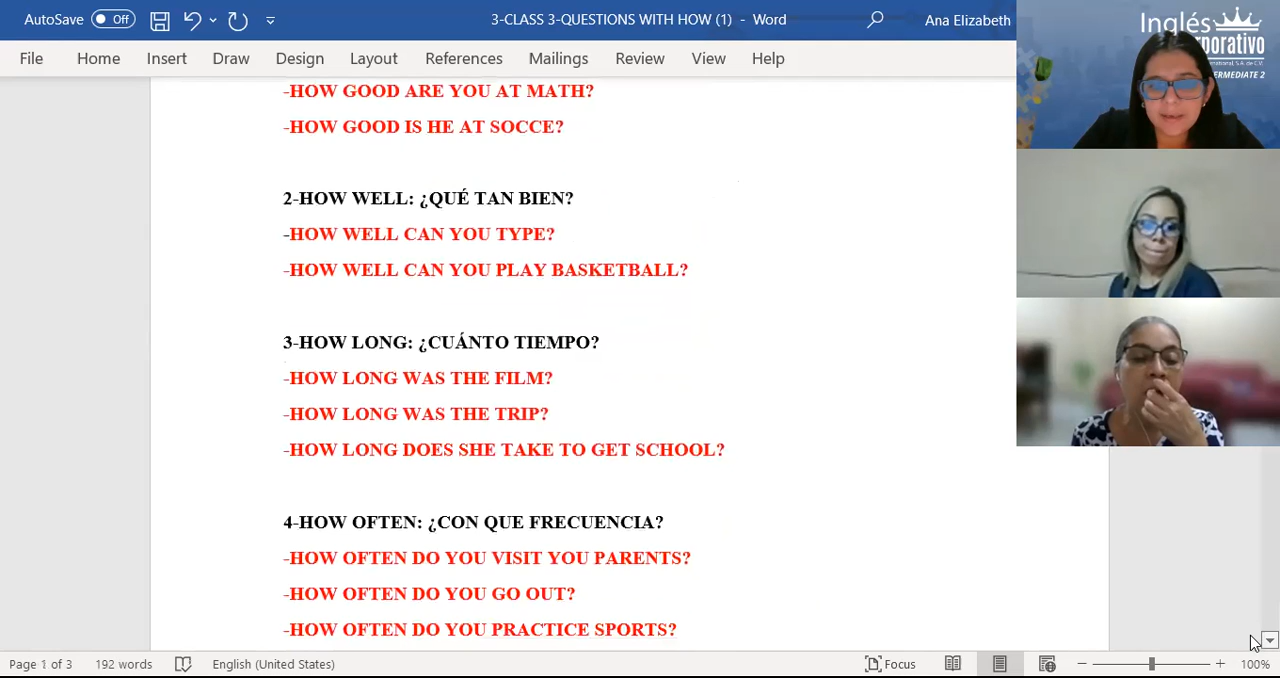 AutoSave Off 3-CLASS 3-QUESTIONS WITH HOW (1) - Word Ana Elizabeth
File Home Insert Draw Design Layout References Mailings Review View Help
Inglés
rporativo
ernational, S.A. de C.V.
ERMEDIATE 2
-HOW GOOD ARE YOU AT MATH?
-HOW GOOD IS HE AT SOCCE?
2-HOW WELL: ¿QUÉ TAN BIEN?
-HOW WELL CAN YOU TYPE?
-HOW WELL CAN YOU PLAY BASKETBALL?
3-HOW LONG: ¿CUÁNTO TIEMPO?
-HOW LONG WAS THE FILM?
-HOW LONG WAS THE TRIP?
-HOW LONG DOES SHE TAKE TO GET SCHOOL?
4-HOW OFTEN: ¿CON QUE FRECUENCIA?
-HOW OFTEN DO YOU VISIT YOU PARENTS?
-HOW OFTEN DO YOU GO OUT?
-HOW OFTEN DO YOU PRACTICE SPORTS?
Page 1 of 3 192 words English (United States) Focus 100%